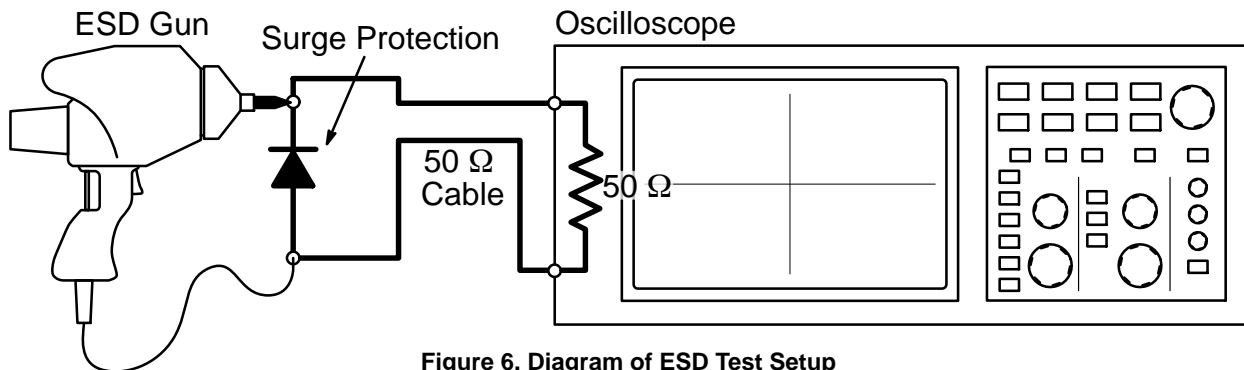 ESD Gun
Surge Protection
Oscilloscope
50 Ω
Cable
50 Ω
Figure 6. Diagram of ESD Test Setup